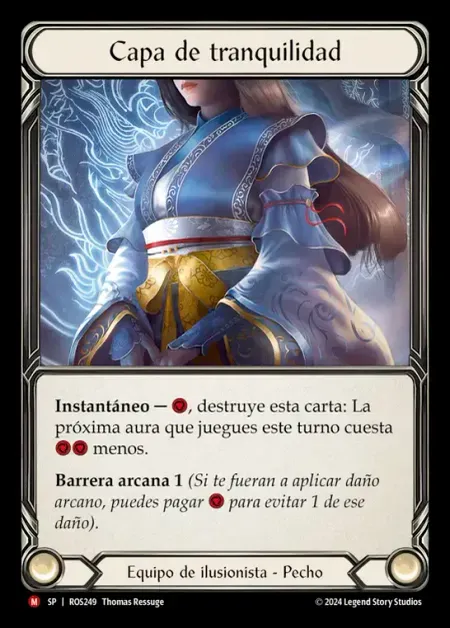 Capa de tranquilidad
Instantáneo — , destruye esta carta: La
próxima aura que juegues este turno cuesta
menos.
Barrera arcana 1 (Si te fueran a aplicar daño
arcano, puedes pagar para evitar 1 de ese
daño).
Equipo de ilusionista - Pecho
M SP | ROS249 Thomas Ressuge © 2024 Legend Story Studios